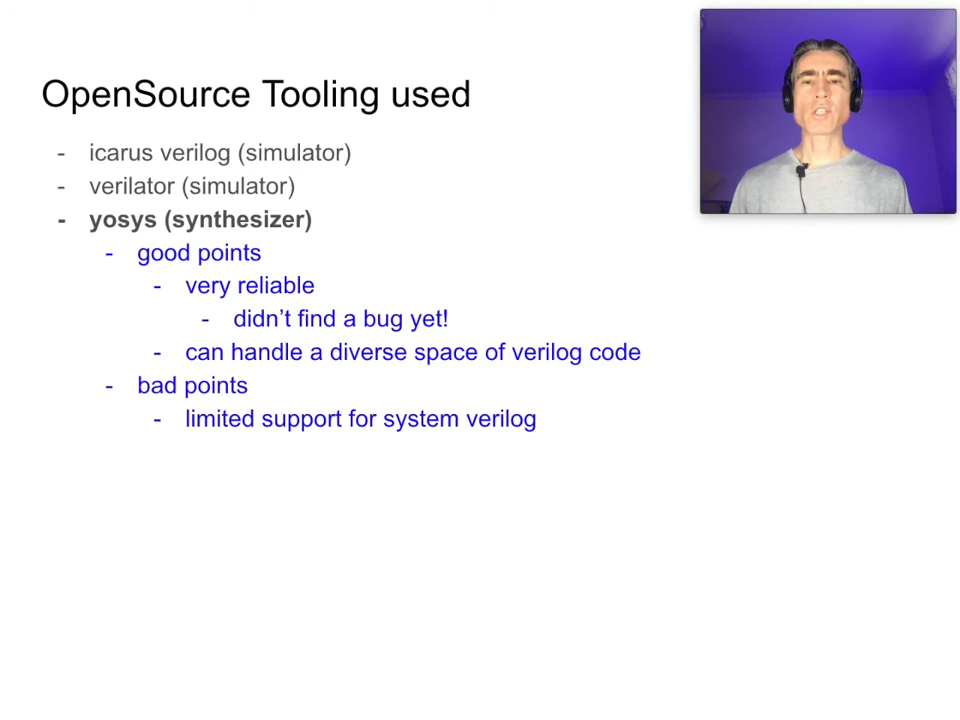 OpenSource Tooling used
- icarus verilog (simulator)
- verilator (simulator)
- yosys (synthesizer)
- good points
- very reliable
- didn’t find a bug yet!
- can handle a diverse space of verilog code
- bad points
- limited support for system verilog